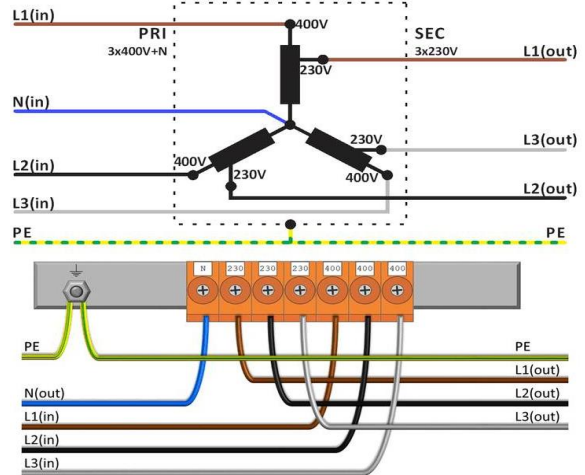 L1(in)
PRI
3x400V+N
400V
SEC
3x230V
230V
L1(out)
N(in)
L2(in)
400V
230V
230V
400V
L3(out)
L2(out)
L3(in)
PE
PE
N 230 230 230 400 400 400
PE
PE
L1(out)
N(out)
L2(out)
L1(in)
L3(out)
L2(in)
L3(in)